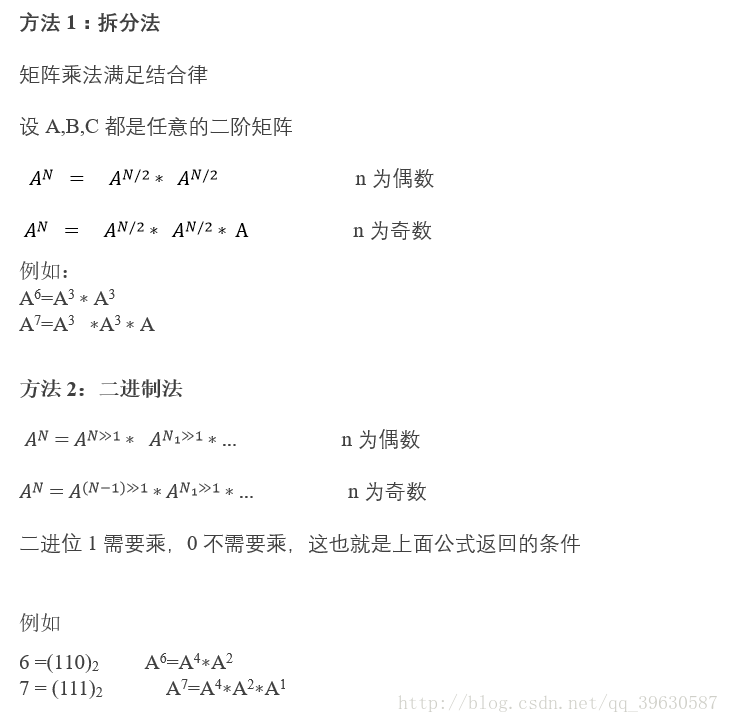 方法 1：拆分法
矩阵乘法满足结合律
设 A,B,C 都是任意的二阶矩阵
A^N = A^{N/2} * A^{N/2} n 为偶数
A^N = A^{N/2} * A^{N/2} * A n 为奇数
例如：
A^6=A^3 * A^3
A^7=A^3 *A^3 * A
方法 2：二进制法
A^N = A^{N≫1} * A^{N_1≫1} * … n 为偶数
A^N = A^{(N−1)≫1} * A^{N_1≫1} * … n 为奇数
二进位 1 需要乘，0 不需要乘，这也就是上面公式返回的条件
例如
6 =(110)_2 A^6=A^4*A^2
7 = (111)_2 A^7=A^4*A^2*A^1
http://blog.csdn.net/qq_39630587